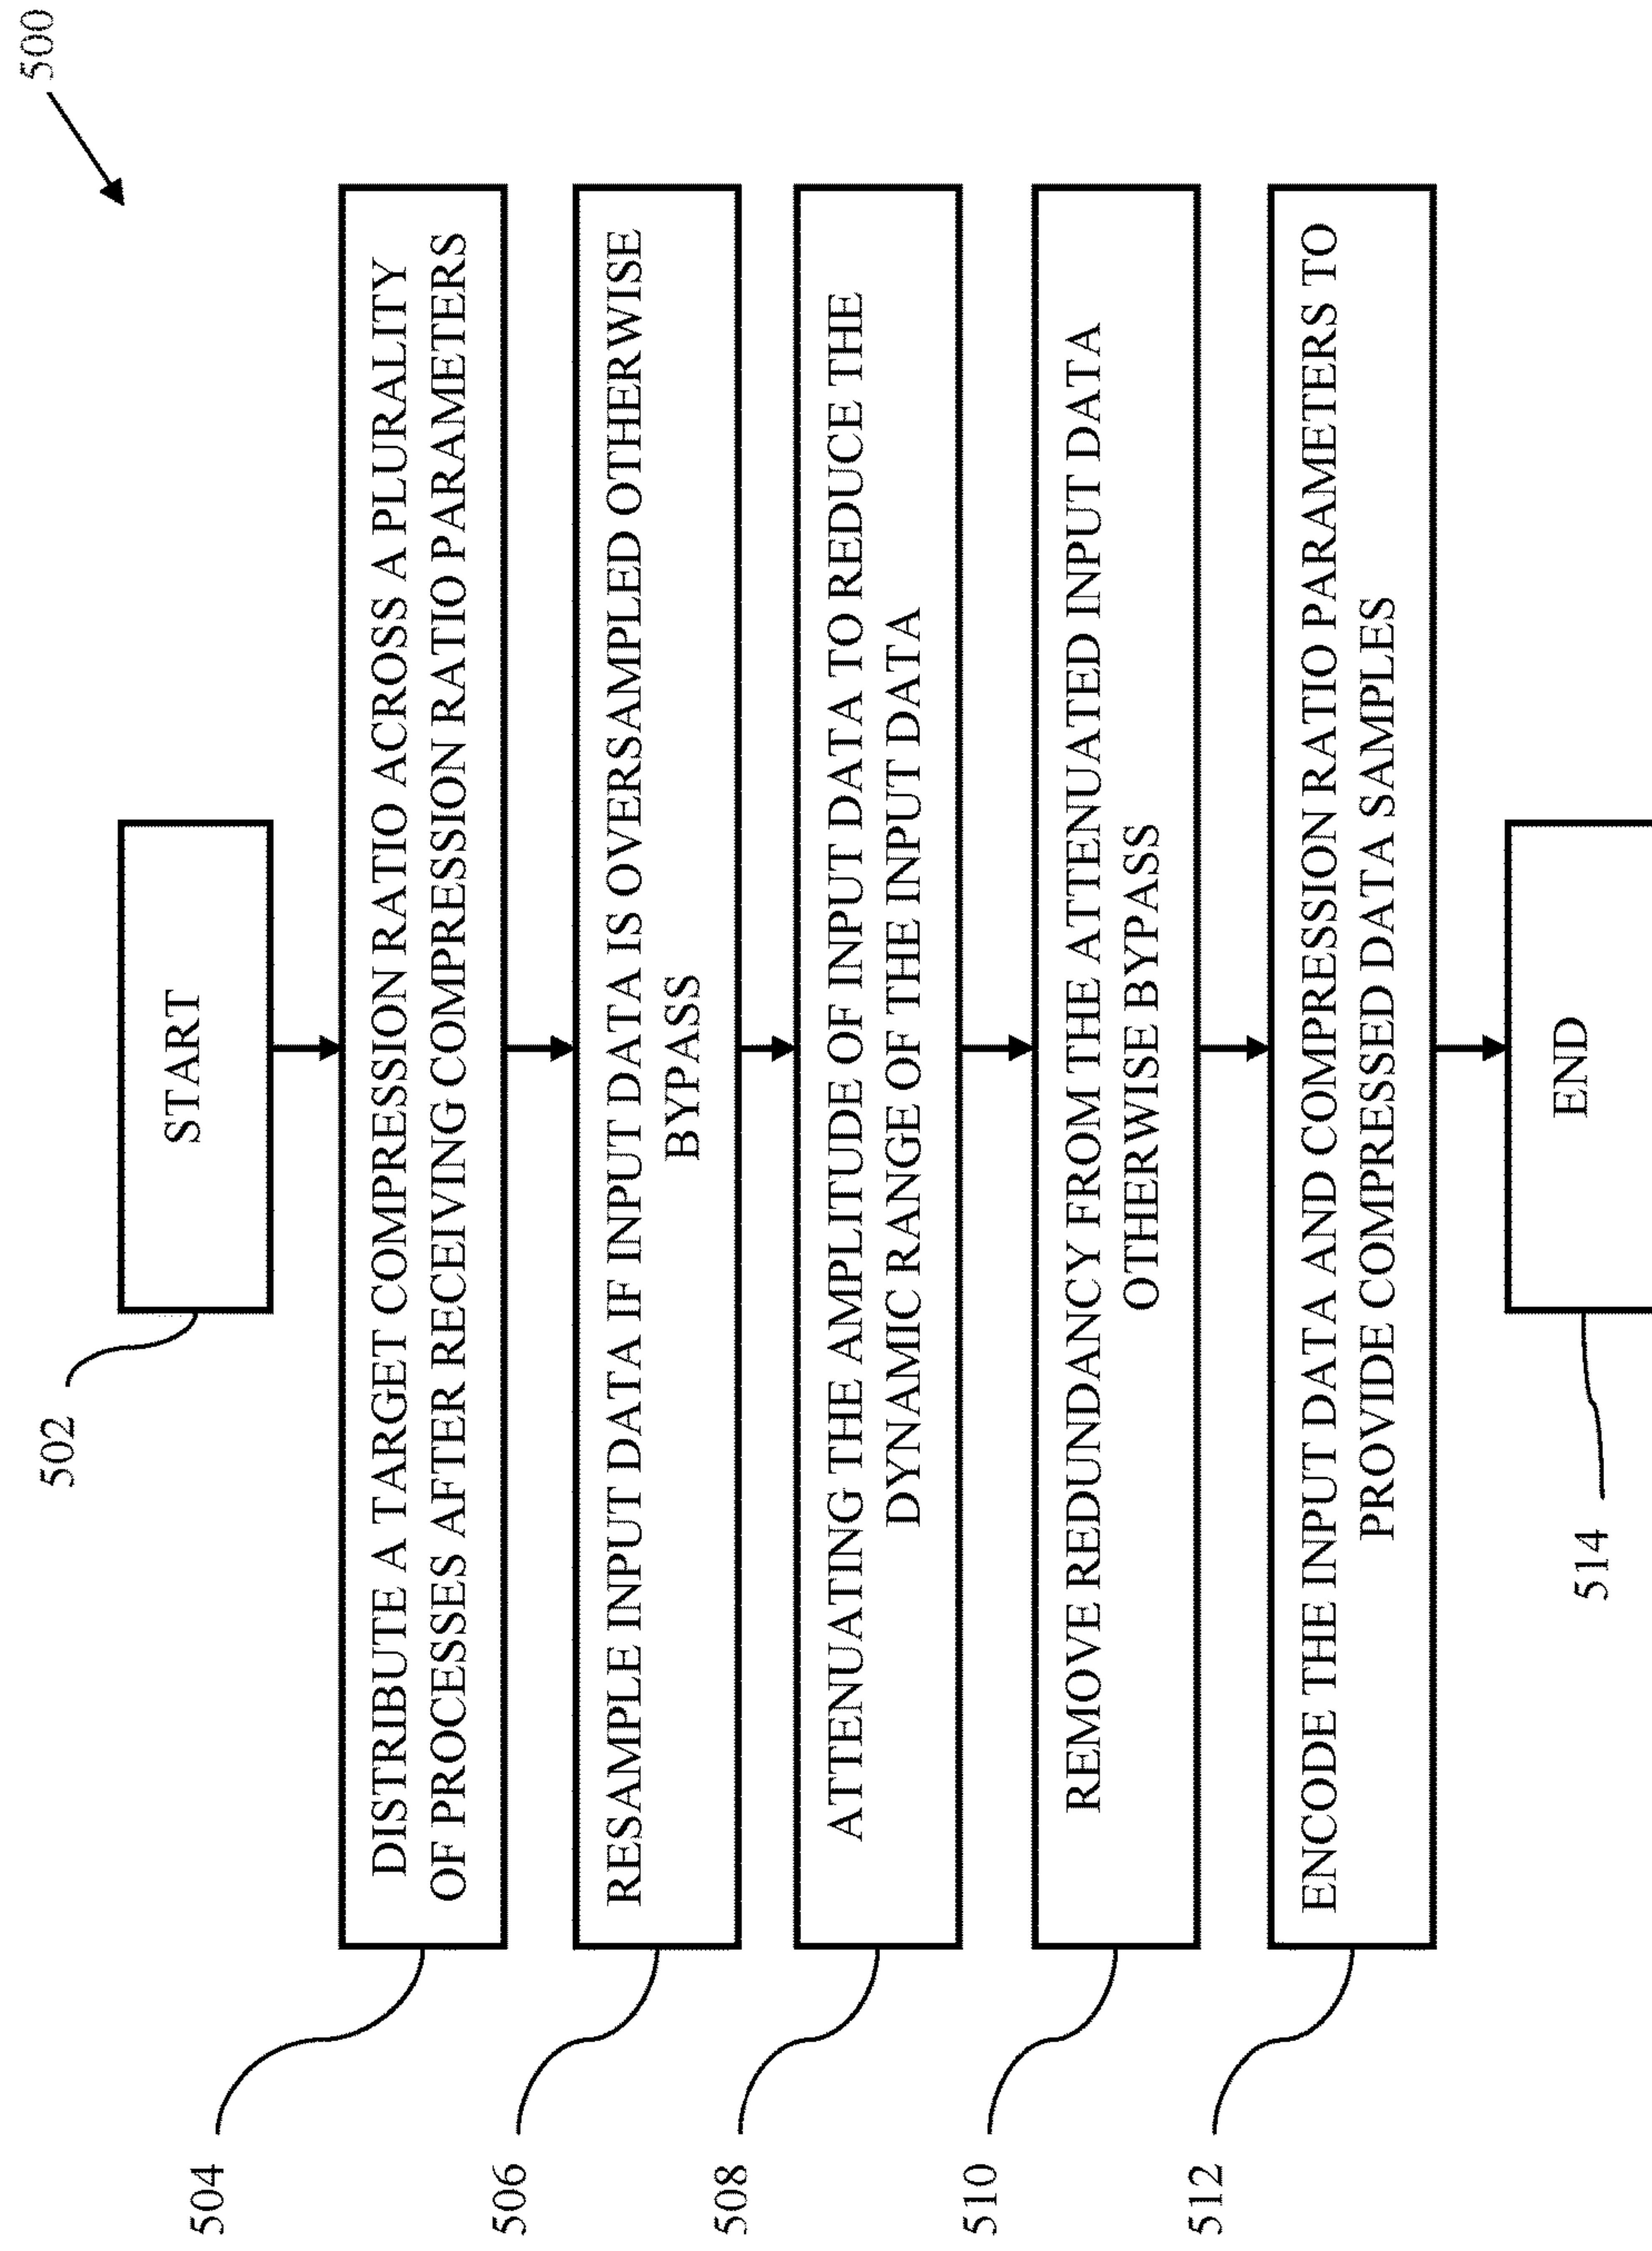 500
502
START
504
DISTRIBUTE A TARGET COMPRESSION RATIO ACROSS A PLURALITY
OF PROCESSES AFTER RECEIVING COMPRESSION RATIO PARAMETERS
506
RESAMPLE INPUT DATA IF INPUT DATA IS OVERSAMPLED OTHERWISE
BYPASS
508
ATTENUATING THE AMPLITUDE OF INPUT DATA TO REDUCE THE
DYNAMIC RANGE OF THE INPUT DATA
510
REMOVE REDUNDANCY FROM THE ATTENUATED INPUT DATA
OTHERWISE BYPASS
512
ENCODE THE INPUT DATA AND COMPRESSION RATIO PARAMETERS TO
PROVIDE COMPRESSED DATA SAMPLES
514
END